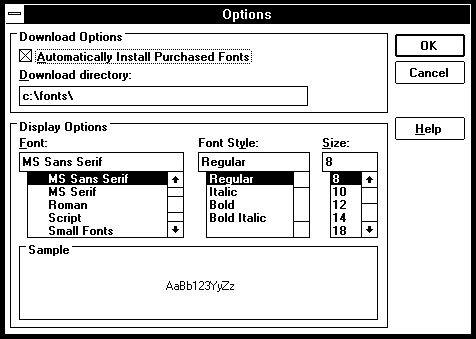 Options
Download Options
Automatically Install Purchased Fonts
Download directory:
c:\fonts\
OK
Cancel
Help
Display Options
Font:
MS Sans Serif
MS Sans Serif
MS Serif
Roman
Script
Small Fonts
Font Style:
Regular
Regular
Italic
Bold
Bold Italic
Size:
8
8
10
12
14
18
Sample
AaBb123YyZz